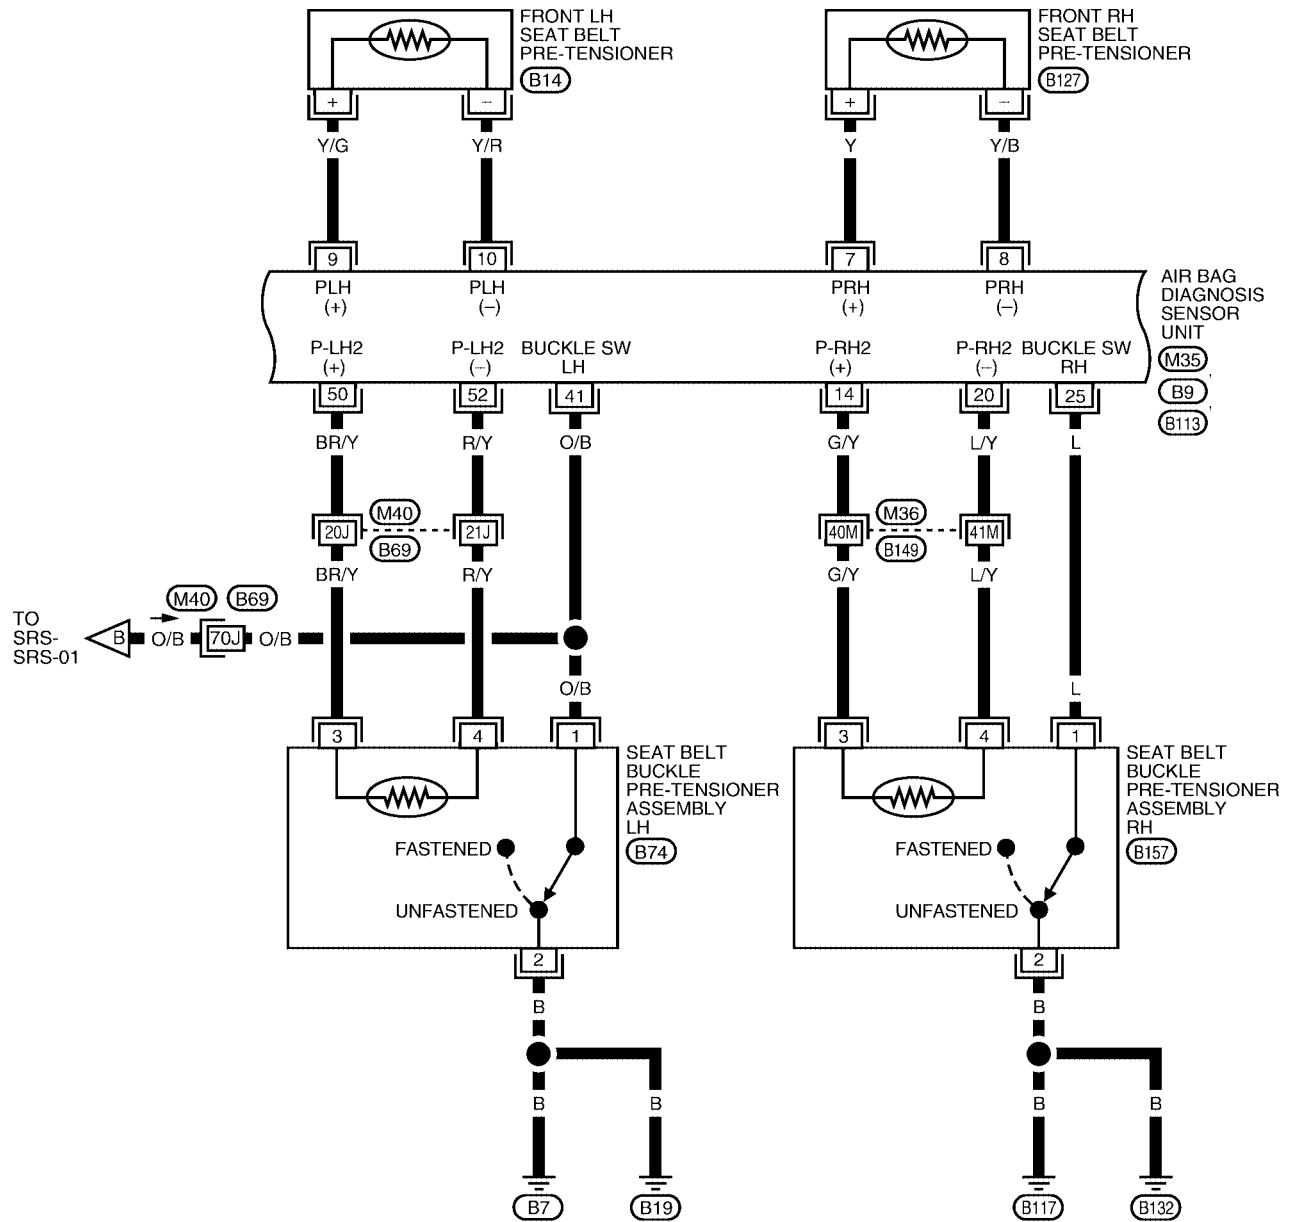 FRONT LH
SEAT BELT
PRE-TENSIONER
B14
FRONT RH
SEAT BELT
PRE-TENSIONER
B127
+ − + −
Y/G Y/R Y Y/B
9 10 7 8
PLH (+)
PLH (−)
PRH (+)
PRH (−)
AIR BAG
DIAGNOSIS
SENSOR
UNIT
M35 ,
B9 ,
B113
P-LH2 (+)
P-LH2 (−)
BUCKLE SW LH
P-RH2 (+)
P-RH2 (−)
BUCKLE SW RH
50 52 41 14 20 25
BR/Y R/Y O/B G/Y L/Y L
20J M40 B69 21J
40M M36 B149 41M
BR/Y R/Y G/Y L/Y
M40 B69
TO
SRS-
SRS-01
B O/B 70J O/B
O/B L
3 4 1 3 4 1
SEAT BELT
BUCKLE
PRE-TENSIONER
ASSEMBLY
LH
B74
SEAT BELT
BUCKLE
PRE-TENSIONER
ASSEMBLY
RH
B157
FASTENED FASTENED
UNFASTENED UNFASTENED
2 2
B B
B B B B
B7 B19 B117 B132